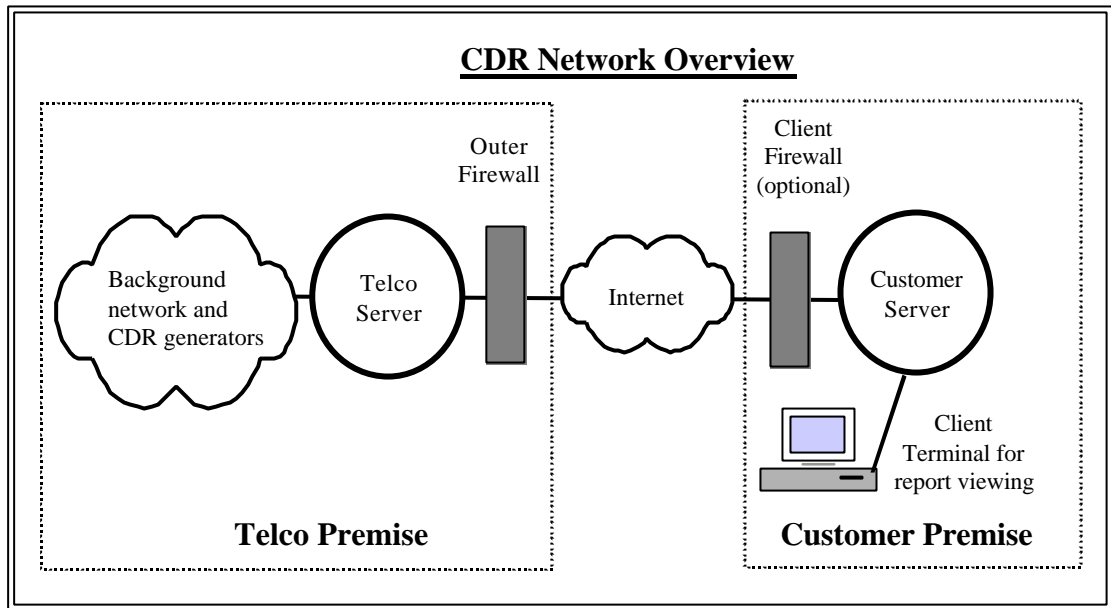 CDR Network Overview
Outer
Firewall
Client
Firewall
(optional)
Background
network and
CDR generators
Telco
Server
Internet
Customer
Server
Client
Terminal for
report viewing
Telco Premise
Customer Premise